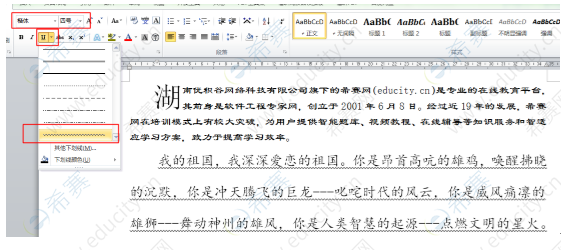 楷体 四号
AaBbCcD AaBbCcD AaBb( AaBbC AaBb( AaBbC AaBbCcD AaBbCcD
正文 无间隔 标题 1 标题 2 标题 副标题 不明显强调 强调
段落 样式
其他下划线(M)...
下划线颜色(U)
湖南悦和谷网络科技有限公司旗下的希赛网(educity.cn)是专业的在线教育平台，
其前身是软件工程专家网，创立于 2001 年 6 月 8 日。经过近 19 年的发展，希赛
网在培训模式上有较大突破，为用户提供智能题库、视频教程、在线辅导等知识服务和智适
应学习方案，致力于提高学习效率。
我的祖国，我深深爱恋的祖国。你是昂首高吭的雄鸡，唤醒拂晓
的沉默，你是冲天腾飞的巨龙---叱咤时代的风云，你是威风痛凛的
雄狮---舞动神州的雄风，你是人类智慧的起源---点燃文明的星火。